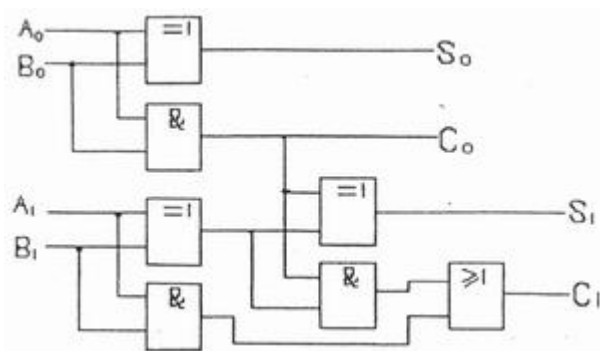 A₀
=1
S₀
B₀
&
C₀
A₁
=1
=1
S₁
B₁
&
&
≥1
C₁